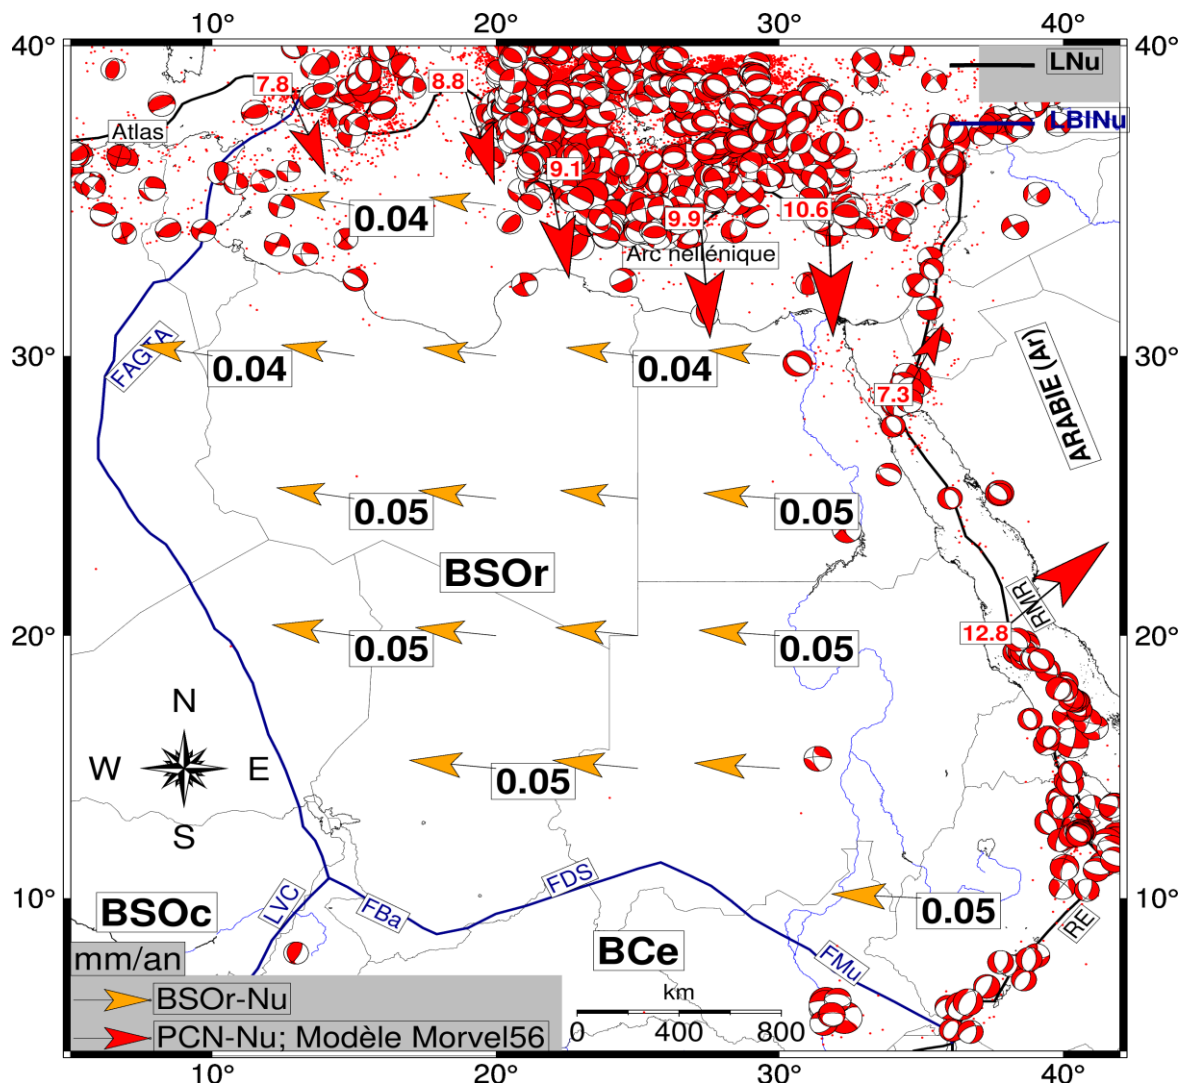 10° 20° 30° 40°
40° 40°
LNu
7.8 8.8
LBlNu
Atlas
9.1
10.6
0.04
9.9
Arc hellénique
ARABIE (Ar)
30° 30°
FAGTA
0.04 0.04
7.3
0.05 0.05
BSOr
RMR
12.8
20° 20°
0.05 0.05
N
W E
0.05
S
FDS
LVC
10° 10°
BSOc
FBa
0.05
RE
BCe
FMu
mm/an
km
BSOr-Nu
0 400 800
PCN-Nu; Modèle Morvel56
10° 20° 30° 40°